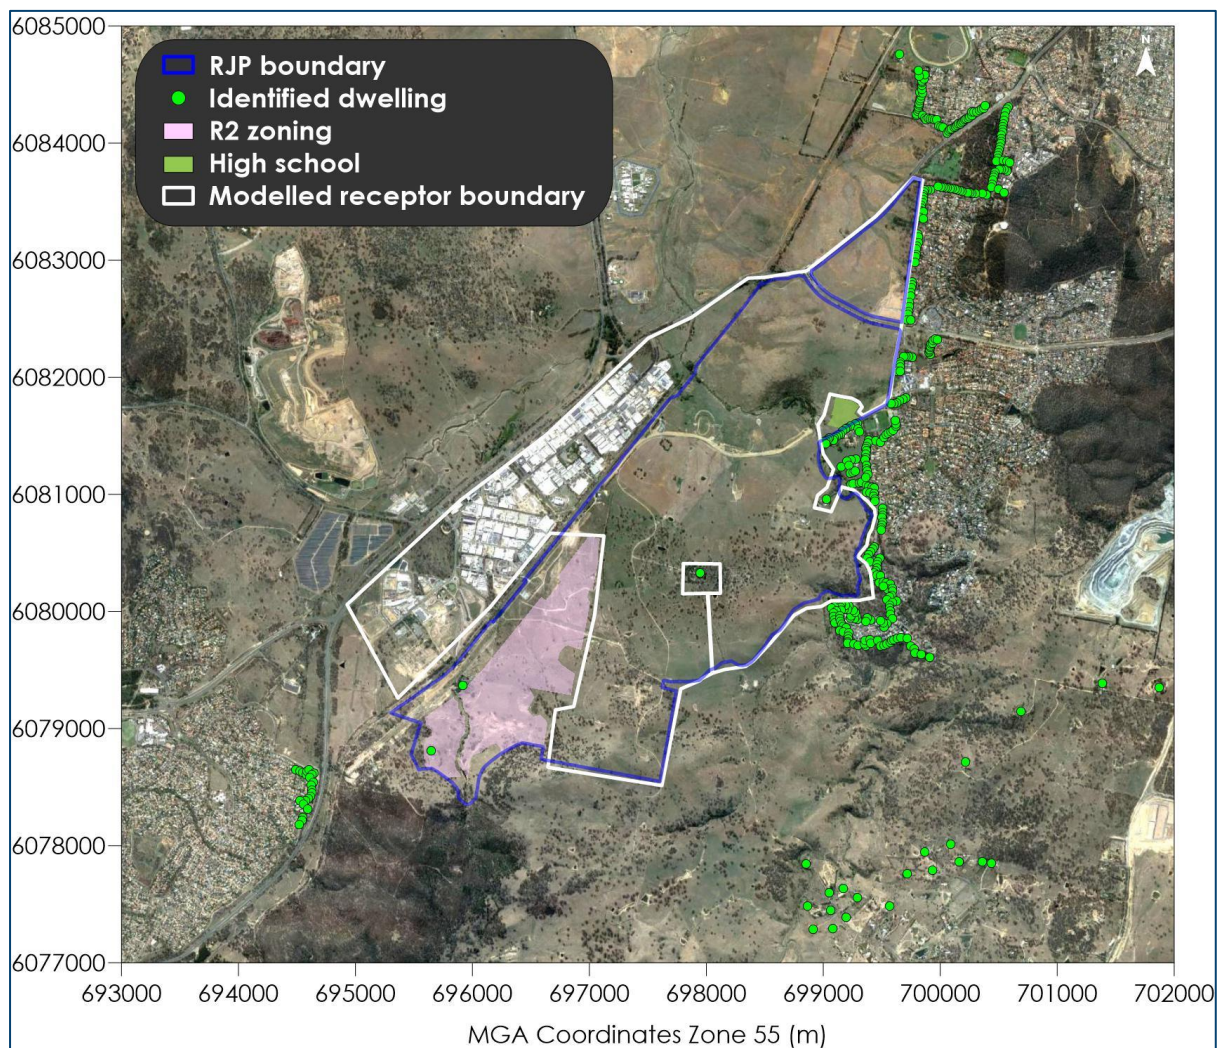 6085000
6084000
6083000
6082000
6081000
6080000
6079000
6078000
6077000
RJP boundary
Identified dwelling
R2 zoning
High school
Modelled receptor boundary
N
693000 694000 695000 696000 697000 698000 699000 700000 701000 702000
MGA Coordinates Zone 55 (m)